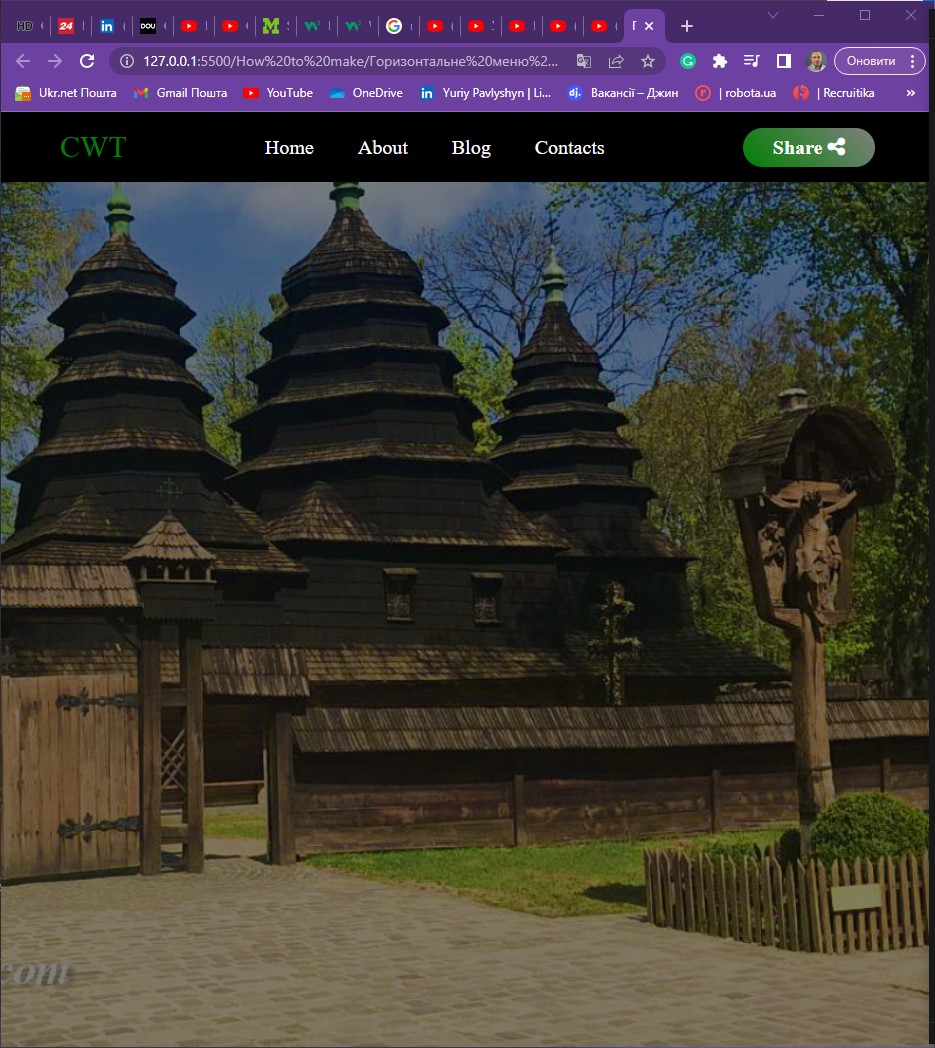 HD
24
in
DOU
M
G
127.0.0.1:5500/How%20to%20make/Горизонтальне%20меню%2...
Оновити
Ukr.net Пошта
Gmail Пошта
YouTube
OneDrive
in Yuriy Pavlyshyn | Li...
dj. Вакансії – Джин
r | robota.ua
| Recruitika
»
CWT
Home
About
Blog
Contacts
Share
com